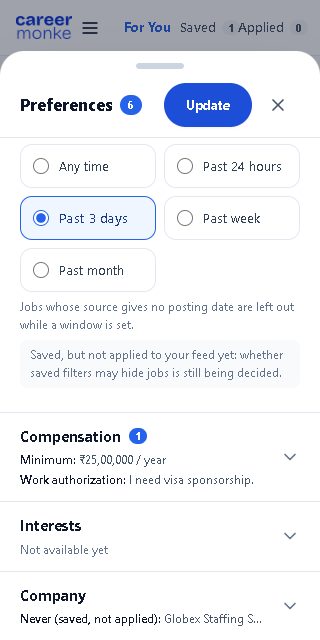 career
monke
For You Saved 1 Applied 0
Preferences 6 Update
Any time
Past 24 hours
Past 3 days
Past week
Past month
Jobs whose source gives no posting date are left out
while a window is set.
Saved, but not applied to your feed yet: whether
saved filters may hide jobs is still being decided.
Compensation 1
Minimum: ₹25,00,000 / year
Work authorization: I need visa sponsorship.
Interests
Not available yet
Company
Never (saved, not applied): Globex Staffing S...